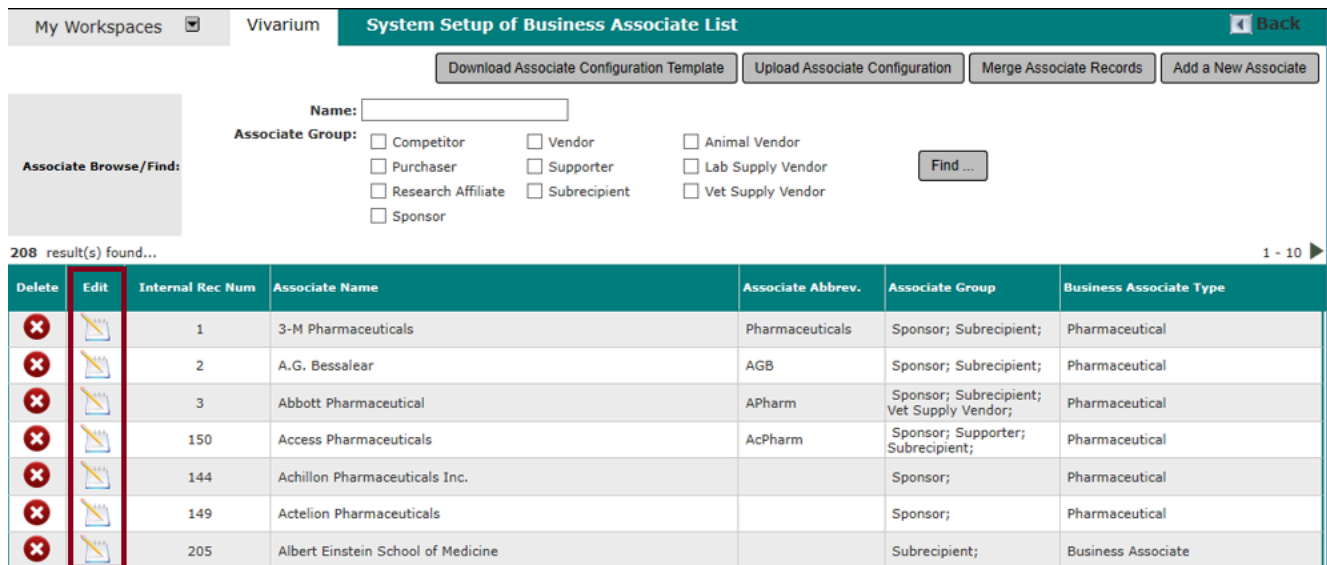 My Workspaces Vivarium System Setup of Business Associate List Back
Download Associate Configuration Template Upload Associate Configuration Merge Associate Records Add a New Associate
Name:
Associate Group: Competitor Vendor Animal Vendor
Associate Browse/Find: Purchaser Supporter Lab Supply Vendor Find ...
Research Affiliate Subrecipient Vet Supply Vendor
Sponsor
208 result(s) found... 1 - 10
Delete Edit Internal Rec Num Associate Name Associate Abbrev. Associate Group Business Associate Type
1 3-M Pharmaceuticals Pharmaceuticals Sponsor; Subrecipient; Pharmaceutical
2 A.G. Bessalear AGB Sponsor; Subrecipient; Pharmaceutical
3 Abbott Pharmaceutical APharm Sponsor; Subrecipient; Vet Supply Vendor; Pharmaceutical
150 Access Pharmaceuticals AcPharm Sponsor; Supporter; Subrecipient; Pharmaceutical
144 Achillon Pharmaceuticals Inc. Sponsor; Pharmaceutical
149 Actelion Pharmaceuticals Sponsor; Pharmaceutical
205 Albert Einstein School of Medicine Subrecipient; Business Associate